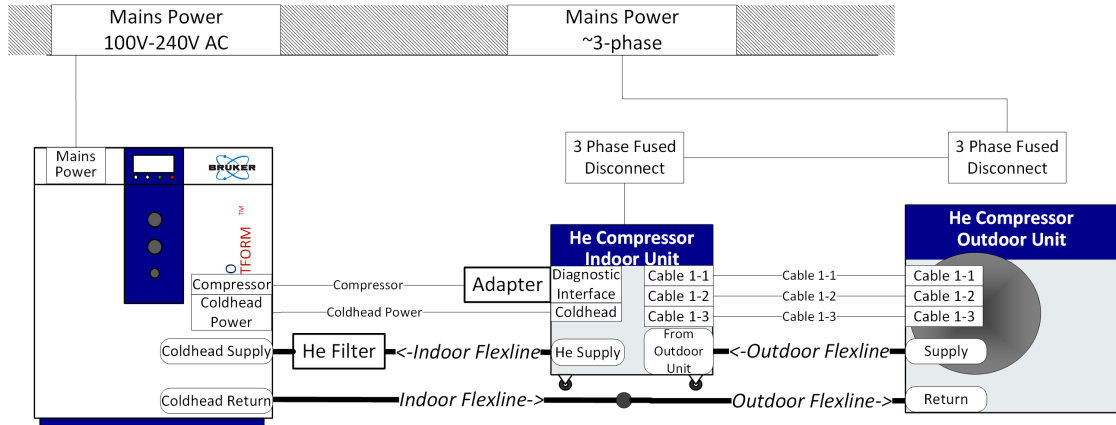 Mains Power
100V-240V AC
Mains Power
~3-phase
3 Phase Fused
Disconnect
3 Phase Fused
Disconnect
Mains
Power
BRUKER
O
TFORM ™
Compressor
Coldhead
Power
Coldhead Supply
Coldhead Return
Compressor
Coldhead Power
Adapter
He Filter
<-Indoor Flexline
Indoor Flexline->
He Compressor
Indoor Unit
Diagnostic
Interface
Coldhead
He Supply
Cable 1-1
Cable 1-2
Cable 1-3
From
Outdoor
Unit
Cable 1-1
Cable 1-2
Cable 1-3
<-Outdoor Flexline
Outdoor Flexline->
He Compressor
Outdoor Unit
Cable 1-1
Cable 1-2
Cable 1-3
Supply
Return